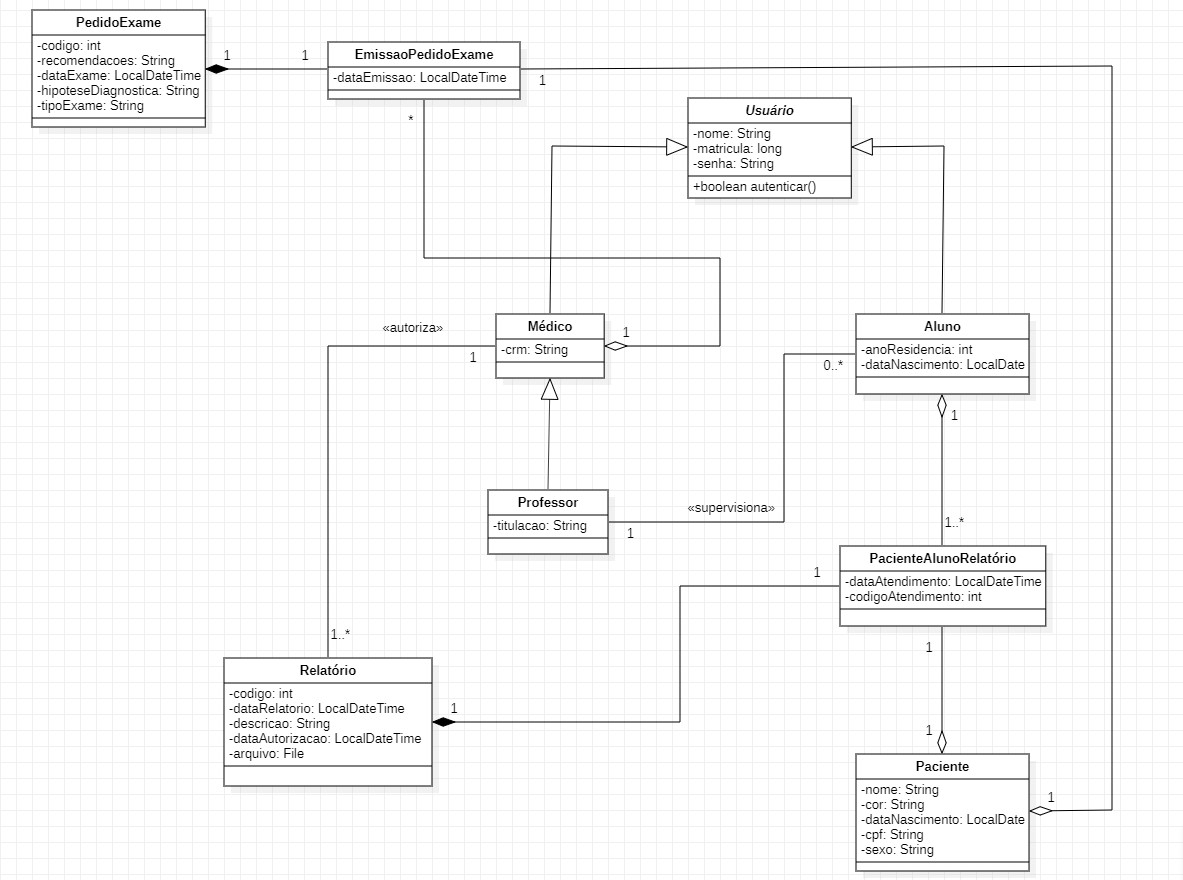 PedidoExame
-codigo: int
-recomendacoes: String
-dataExame: LocalDateTime
-hipoteseDiagnostica: String
-tipoExame: String
1
1
EmissaoPedidoExame
-dataEmissao: LocalDateTime
1
*
Usuário
-nome: String
-matricula: long
-senha: String
+boolean autenticar()
«autoriza»
1
Médico
-crm: String
1
Aluno
-anoResidencia: int
-dataNascimento: LocalDate
0..*
1
Professor
-titulacao: String
«supervisiona»
1
1..*
PacienteAlunoRelatório
-dataAtendimento: LocalDateTime
-codigoAtendimento: int
1
1
1..*
Relatório
-codigo: int
-dataRelatorio: LocalDateTime
-descricao: String
-dataAutorizacao: LocalDateTime
-arquivo: File
1
1
Paciente
-nome: String
-cor: String
-dataNascimento: LocalDate
-cpf: String
-sexo: String
1